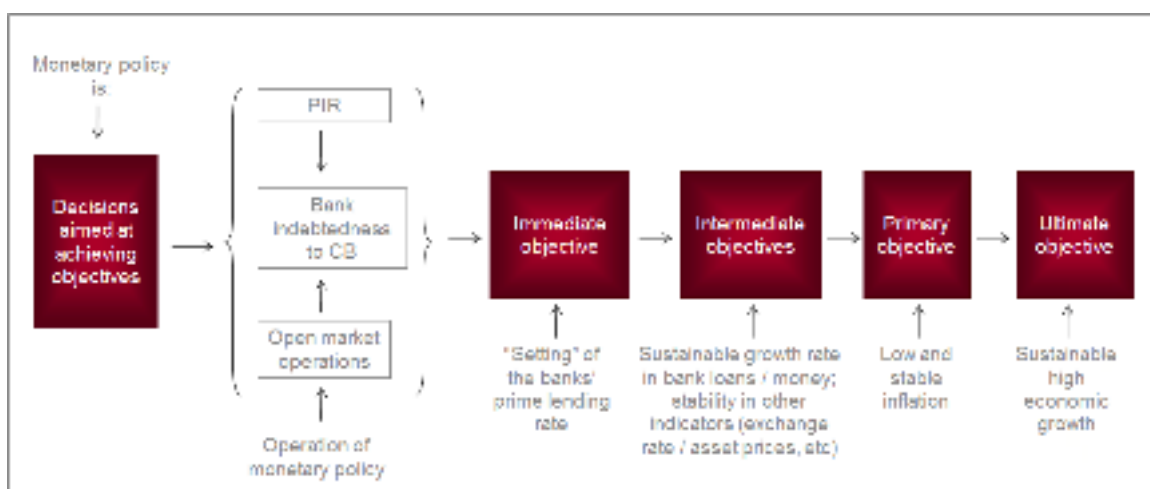 Monetary policy
is
Decisions
aimed at
achieving
objectives
PIR
Bank
indebtedness
to CB
Open market
operations
Operation of
monetary policy
Immediate
objective
"Setting" of
the banks'
prime lending
rate
Intermediate
objectives
Sustainable growth rate
in bank loans / money;
stability in other
indicators (exchange
rate / asset prices, etc)
Primary
objective
Low and
stable
inflation
Ultimate
objective
Sustainable
high
economic
growth